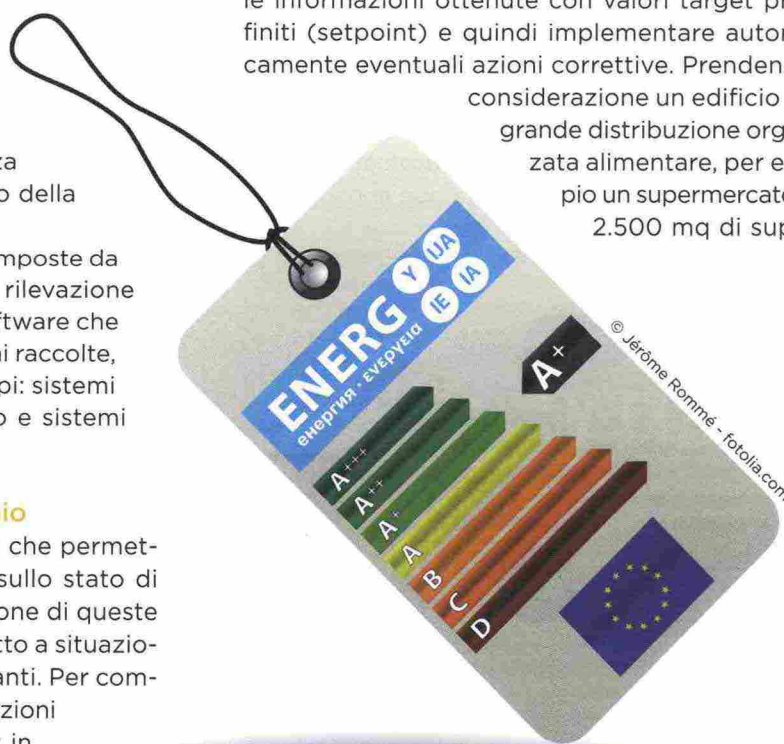 za
o della
mposte da
rilevazione
ftware che
ni raccolte,
pi: sistemi
o e sistemi
io
che permet-
sullo stato di
one di queste
tto a situazio-
anti. Per com-
zioni
in
le informazioni ottenute con valori target pr
finiti (setpoint) e quindi implementare autor
camente eventuali azioni correttive. Prenden
considerazione un edificio
grande distribuzione org
zata alimentare, per e
pio un supermercato
2.500 mq di sup
ENERG Y IJA
IE IA
енергия · ενεργεια
A+
A+++
A++
A+
A
B
C
D
© Jérôme Rommé - fotolia.com